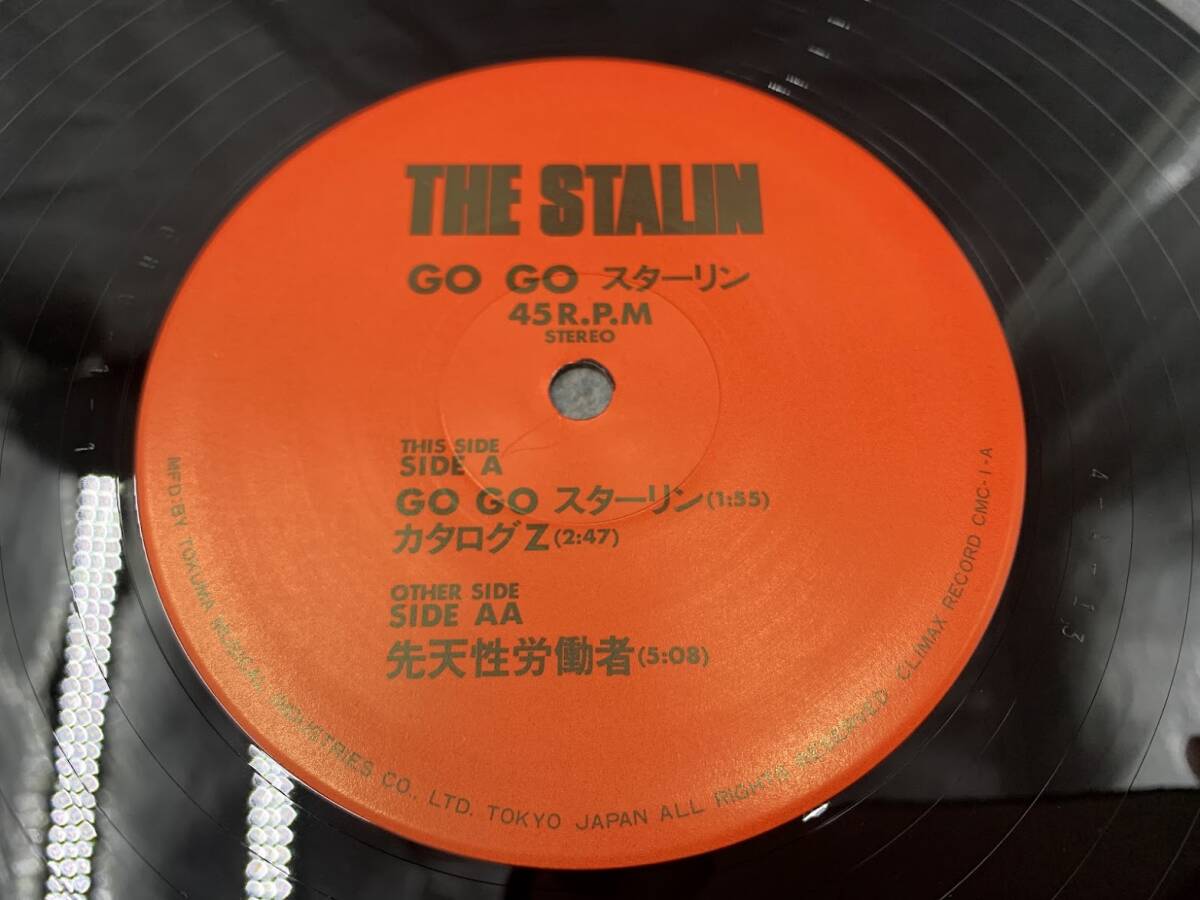 THE STALIN
GO GO スターリン
45 R.P.M
STEREO
THIS SIDE
SIDE A
GO GO スターリン(1:55)
カタログZ(2:47)
OTHER SIDE
SIDE AA
先天性労働者(5:08)
MFD:BY TOKUMA MUSICAL INDUSTRIES CO., LTD. TOKYO JAPAN ALL RIGHTS RESERVED CLIMAX RECORD CMC-1-A